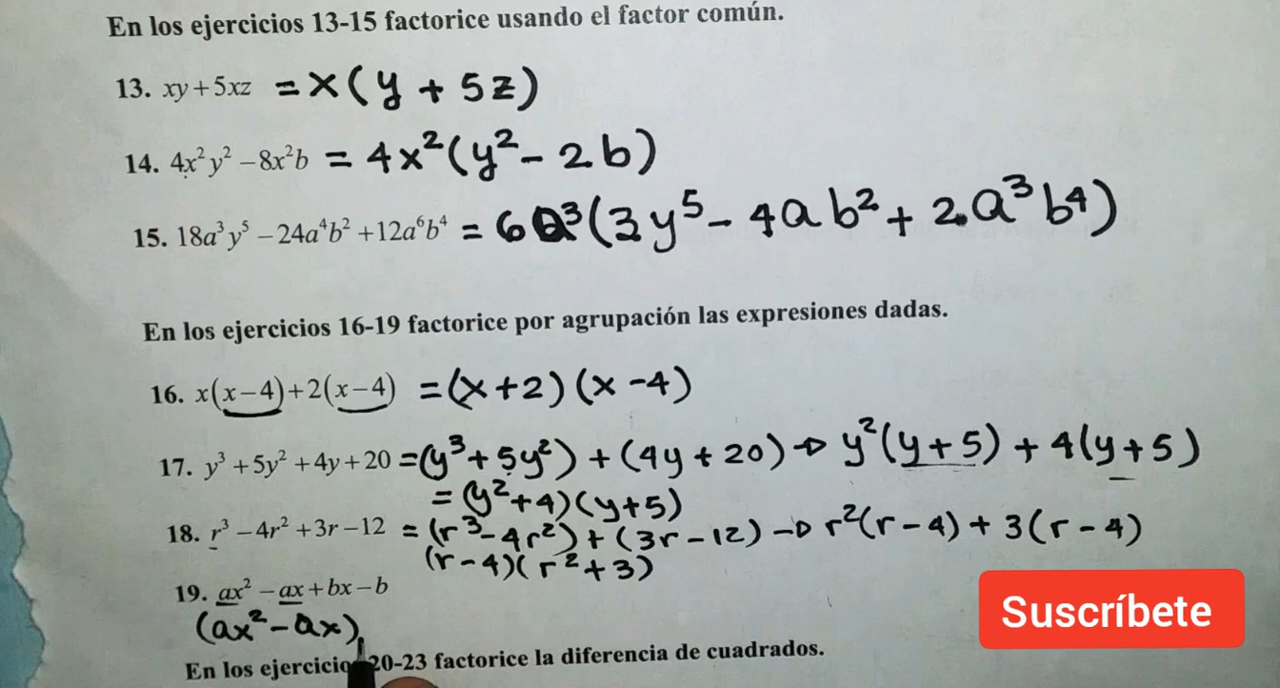 En los ejercicios 13-15 factorice usando el factor común.
13. xy + 5xz = x(y + 5z)
14. 4x²y² – 8x²b = 4x²(y² – 2b)
15. 18a³y⁵ – 24a⁴b² + 12a⁶b⁴ = 6a³(3y⁵ – 4ab² + 2a³b⁴)
En los ejercicios 16-19 factorice por agrupación las expresiones dadas.
16. x(x–4)+2(x–4) = (x+2)(x–4)
17. y³ + 5y² + 4y + 20 = (y³ + 5y²) + (4y + 20) → y²(y + 5) + 4(y + 5)
= (y²+4)(y+5)
18. r³ – 4r² + 3r – 12 = (r³ – 4r²) + (3r – 12) → r²(r – 4) + 3(r – 4)
(r – 4)(r² + 3)
19. ax² – ax + bx – b
(ax² – ax)
En los ejercicio 20-23 factorice la diferencia de cuadrados.
Suscríbete